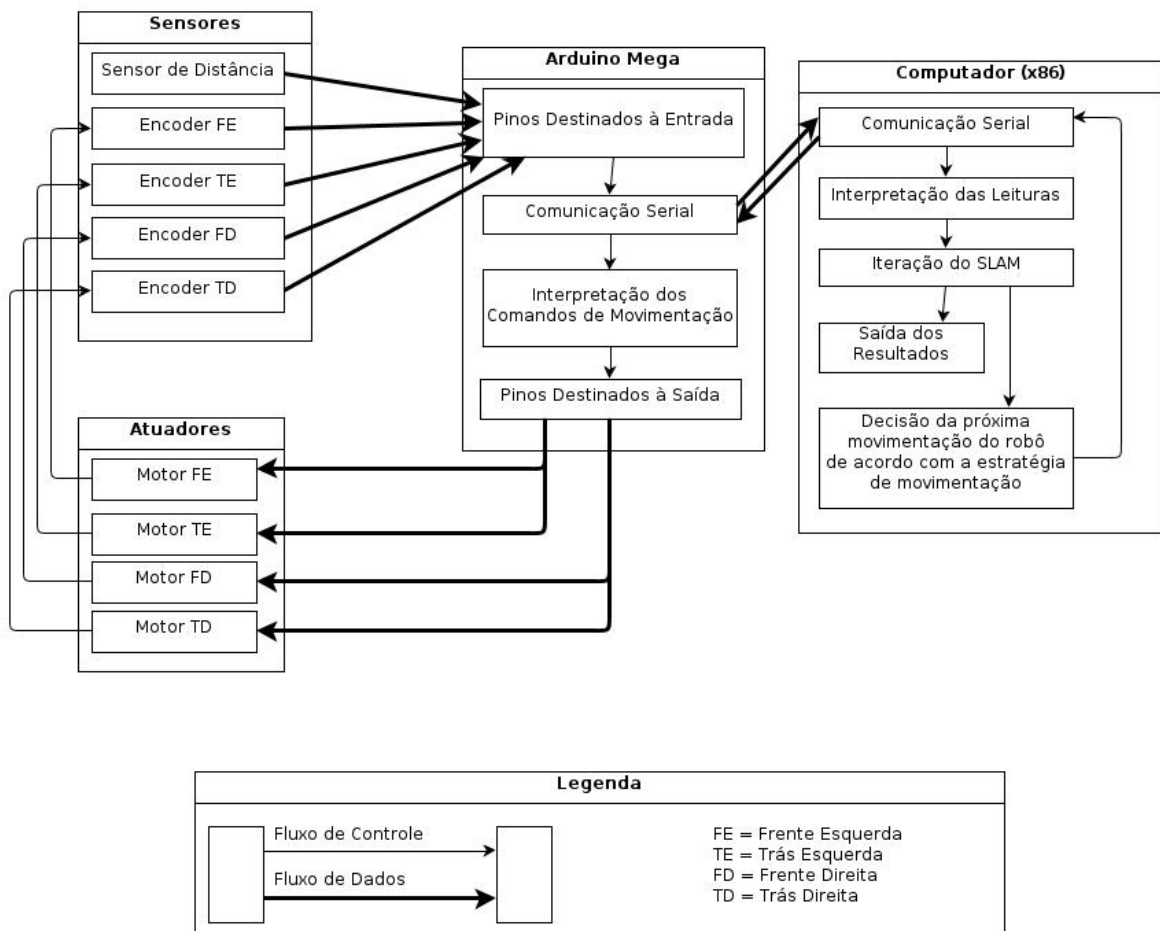 Sensores
Sensor de Distância
Encoder FE
Encoder TE
Encoder FD
Encoder TD
Arduino Mega
Pinos Destinados à Entrada
Comunicação Serial
Interpretação dos
Comandos de Movimentação
Pinos Destinados à Saída
Computador (x86)
Comunicação Serial
Interpretação das Leituras
Iteração do SLAM
Saída dos
Resultados
Decisão da próxima
movimentação do robô
de acordo com a estratégia
de movimentação
Atuadores
Motor FE
Motor TE
Motor FD
Motor TD
Legenda
Fluxo de Controle
Fluxo de Dados
FE = Frente Esquerda
TE = Trás Esquerda
FD = Frente Direita
TD = Trás Direita